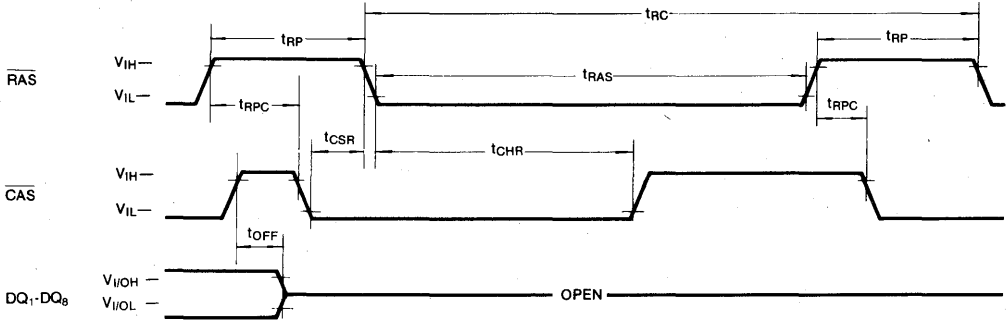 tRC
tRP
tRP
VIH
RAS
tRAS
VIL
tRPC
tRPC
tCSR
tCHR
VIH
CAS
VIL
tOFF
VI/OH
DQ1-DQ8
OPEN
VI/OL